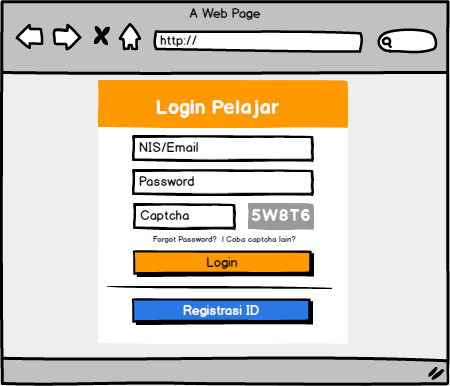 A Web Page
http://
Login Pelajar
NIS/Email
Password
Captcha 5W8T6
Forgot Password? I Coba captcha lain?
Login
Registrasi ID